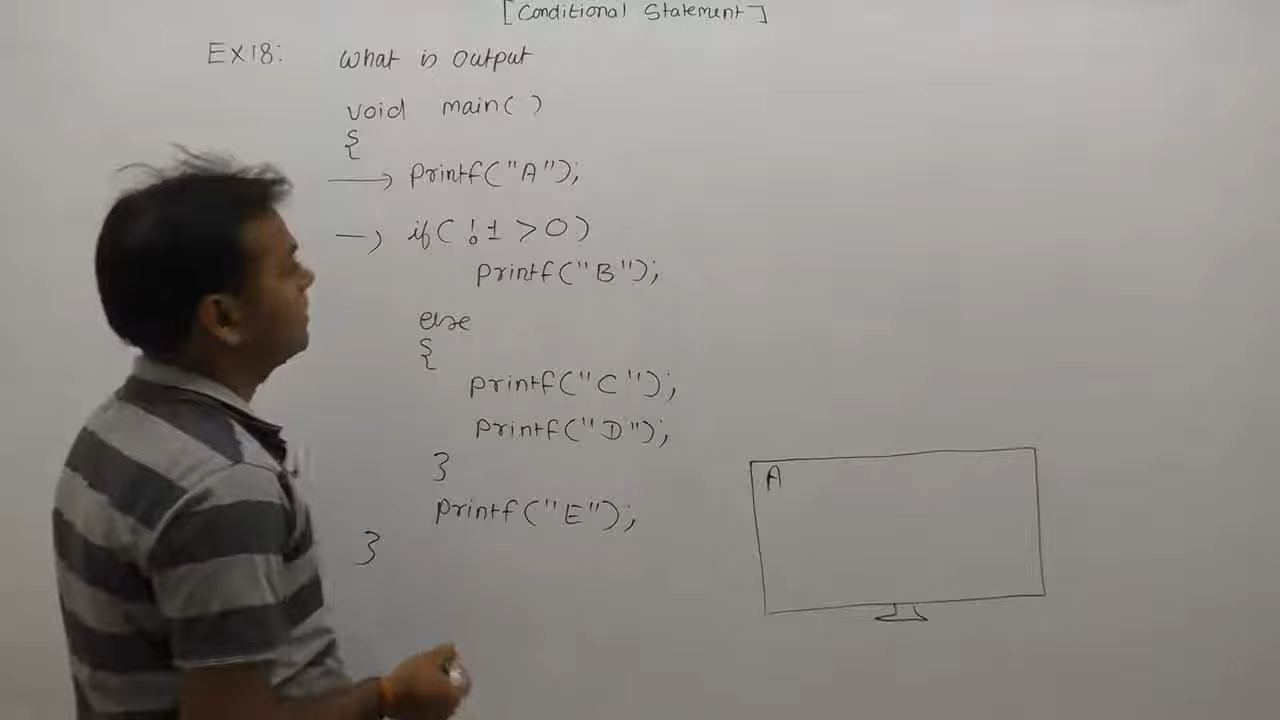 [Conditional Statement]
EX18: What is output
void main( )
{
→ printf("A");
→ if( !1 > 0 )
printf("B");
else
{
printf("C");
printf("D");
}
printf("E");
}
A